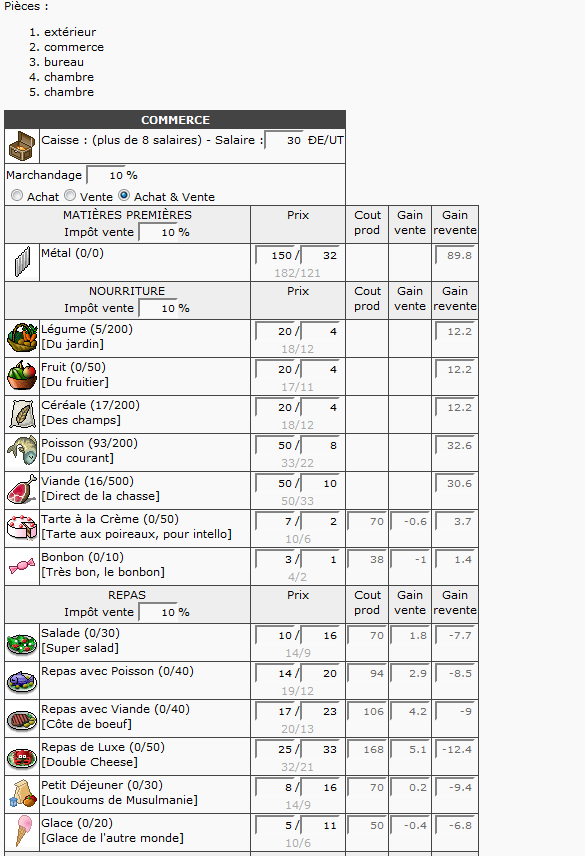 Pièces :
1. extérieur
2. commerce
3. bureau
4. chambre
5. chambre
COMMERCE
Caisse : (plus de 8 salaires) - Salaire : 30 ÐE/UT
Marchandage 10 %
Achat Vente Achat & Vente
MATIÈRES PREMIÈRES Prix Cout Gain Gain
Impôt vente 10 % prod vente revente
Métal (0/0) 150 / 32 89.8
182/121
NOURRITURE Prix Cout Gain Gain
Impôt vente 10 % prod vente revente
Légume (5/200) 20 / 4 12.2
[Du jardin] 18/12
Fruit (0/50) 20 / 4 12.2
[Du fruitier] 17/11
Céréale (17/200) 20 / 4 12.2
[Des champs] 18/12
Poisson (93/200) 50 / 8 32.6
[Du courant] 33/22
Viande (16/500) 50 / 10 30.6
[Direct de la chasse] 50/33
Tarte à la Crème (0/50) 7 / 2 70 -0.6 3.7
[Tarte aux poireaux, pour intello] 10/6
Bonbon (0/10) 3 / 1 38 -1 1.4
[Très bon, le bonbon] 4/2
REPAS Prix Cout Gain Gain
Impôt vente 10 % prod vente revente
Salade (0/30) 10 / 16 70 1.8 -7.7
[Super salad] 14/9
Repas avec Poisson (0/40) 14 / 20 94 2.9 -8.5
19/12
Repas avec Viande (0/40) 17 / 23 106 4.2 -9
[Côte de boeuf] 20/13
Repas de Luxe (0/50) 25 / 33 168 5.1 -12.4
[Double Cheese] 32/21
Petit Déjeuner (0/30) 8 / 16 70 0.2 -9.4
[Loukoums de Musulmanie] 14/9
Glace (0/20) 5 / 11 50 -0.4 -6.8
[Glace de l'autre monde] 10/6